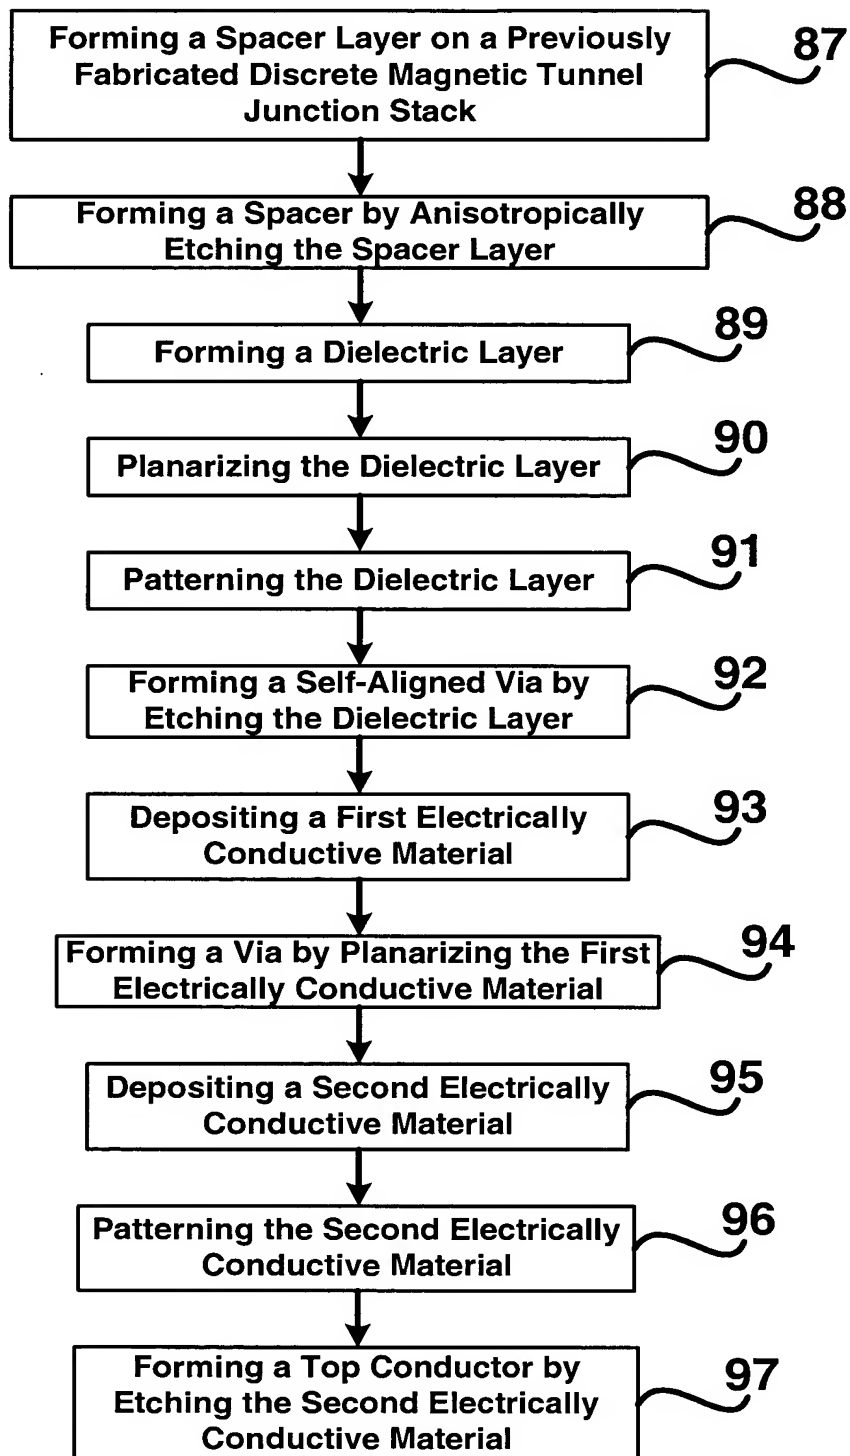 Forming a Spacer Layer on a Previously
Fabricated Discrete Magnetic Tunnel
Junction Stack
87
Forming a Spacer by Anisotropically
Etching the Spacer Layer
88
Forming a Dielectric Layer
89
Planarizing the Dielectric Layer
90
Patterning the Dielectric Layer
91
Forming a Self-Aligned Via by
Etching the Dielectric Layer
92
Depositing a First Electrically
Conductive Material
93
Forming a Via by Planarizing the First
Electrically Conductive Material
94
Depositing a Second Electrically
Conductive Material
95
Patterning the Second Electrically
Conductive Material
96
Forming a Top Conductor by
Etching the Second Electrically
Conductive Material
97